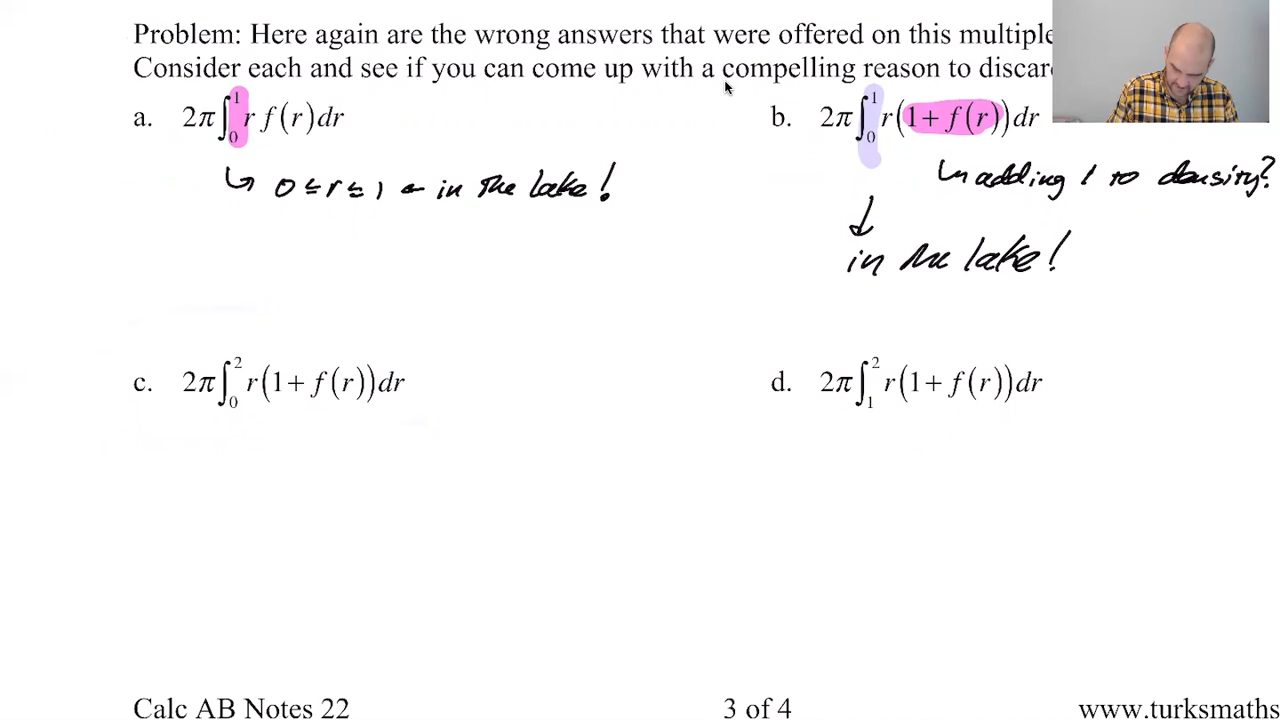 Problem: Here again are the wrong answers that were offered on this multiple
Consider each and see if you can come up with a compelling reason to discar
a. 2π∫₀¹ r f(r)dr
b. 2π∫₀¹ r(1+f(r))dr
↳ 0≤r≤1 ← in the lake!
↳ adding 1 to density?
↓
in the lake!
c. 2π∫₀² r(1+f(r))dr
d. 2π∫₁² r(1+f(r))dr
Calc AB Notes 22
3 of 4
www.turksmaths